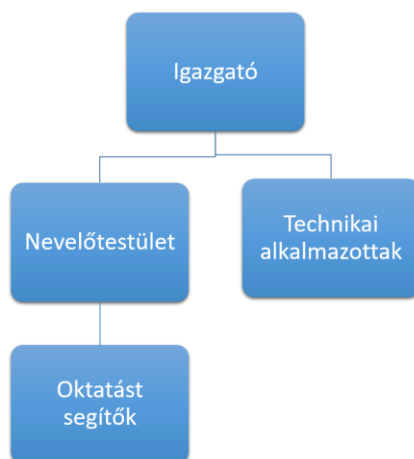 Igazgató
Nevelőtestület
Technikai
alkalmazottak
Oktatást
segítők